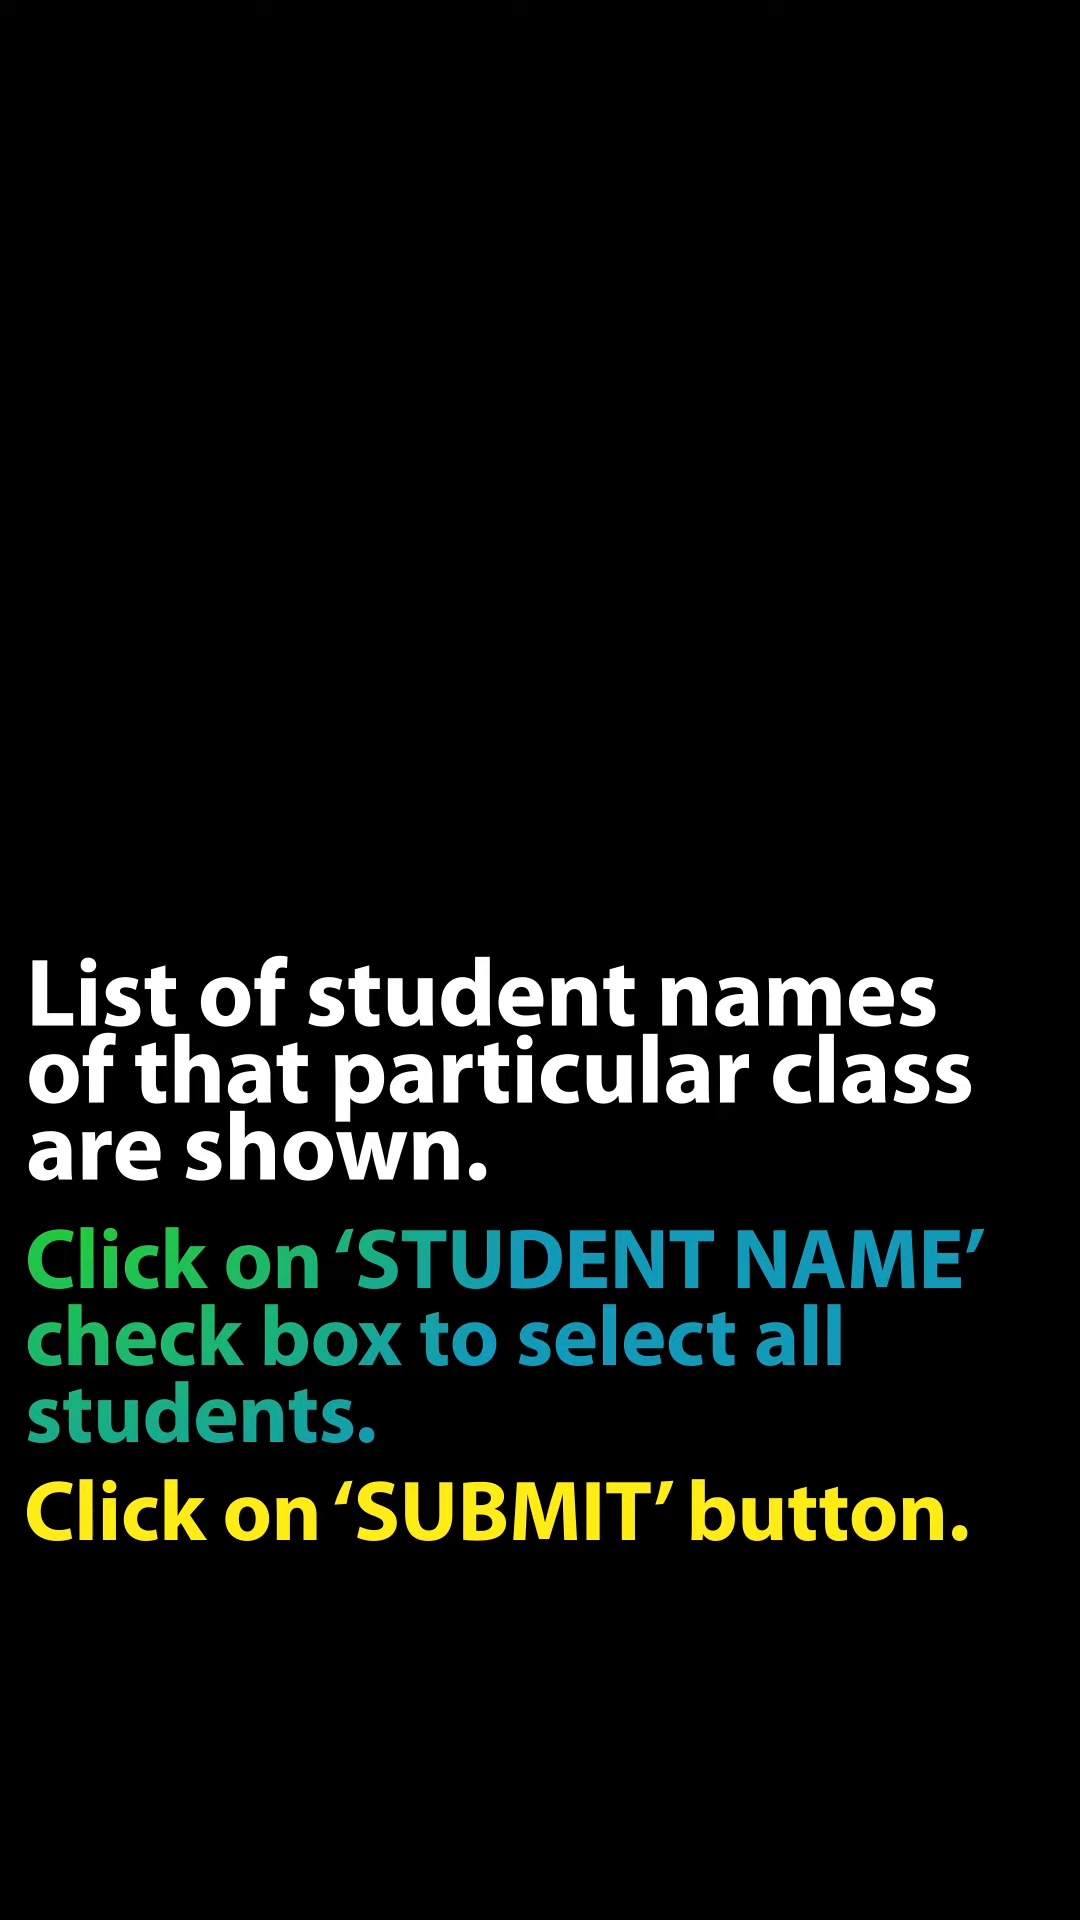 List of student names
of that particular class
are shown.
Click on ‘STUDENT NAME’
check box to select all
students.
Click on ‘SUBMIT’ button.